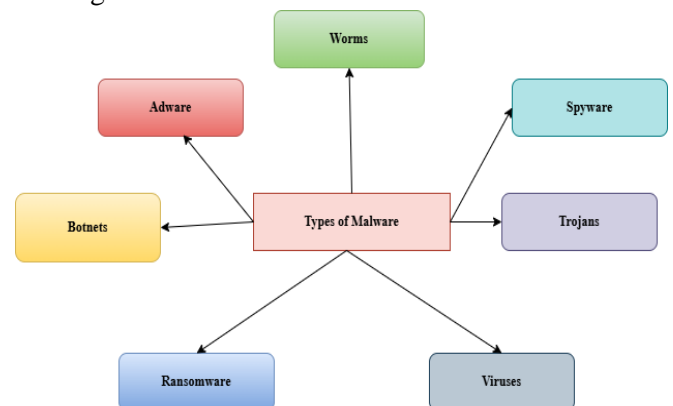 Worms
Adware
Spyware
Botnets
Types of Malware
Trojans
Ransomware
Viruses